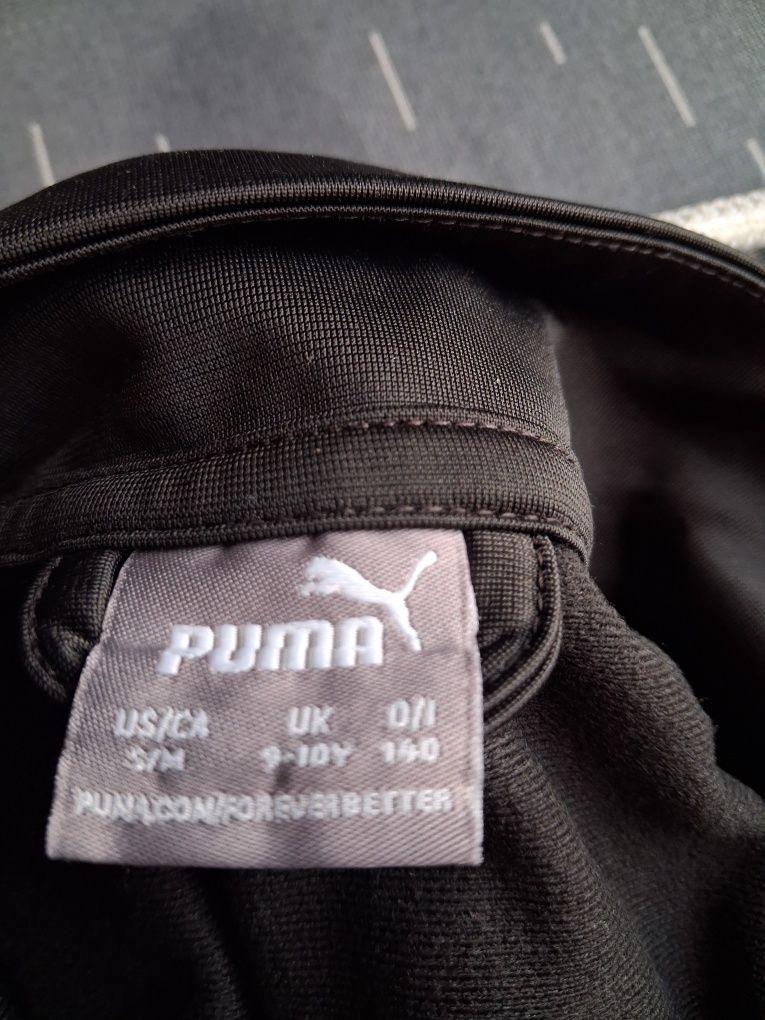 PUMA
US/CA UK D/I
S/M 9-10Y 140
PUMA.COM/FOREVERBETTER